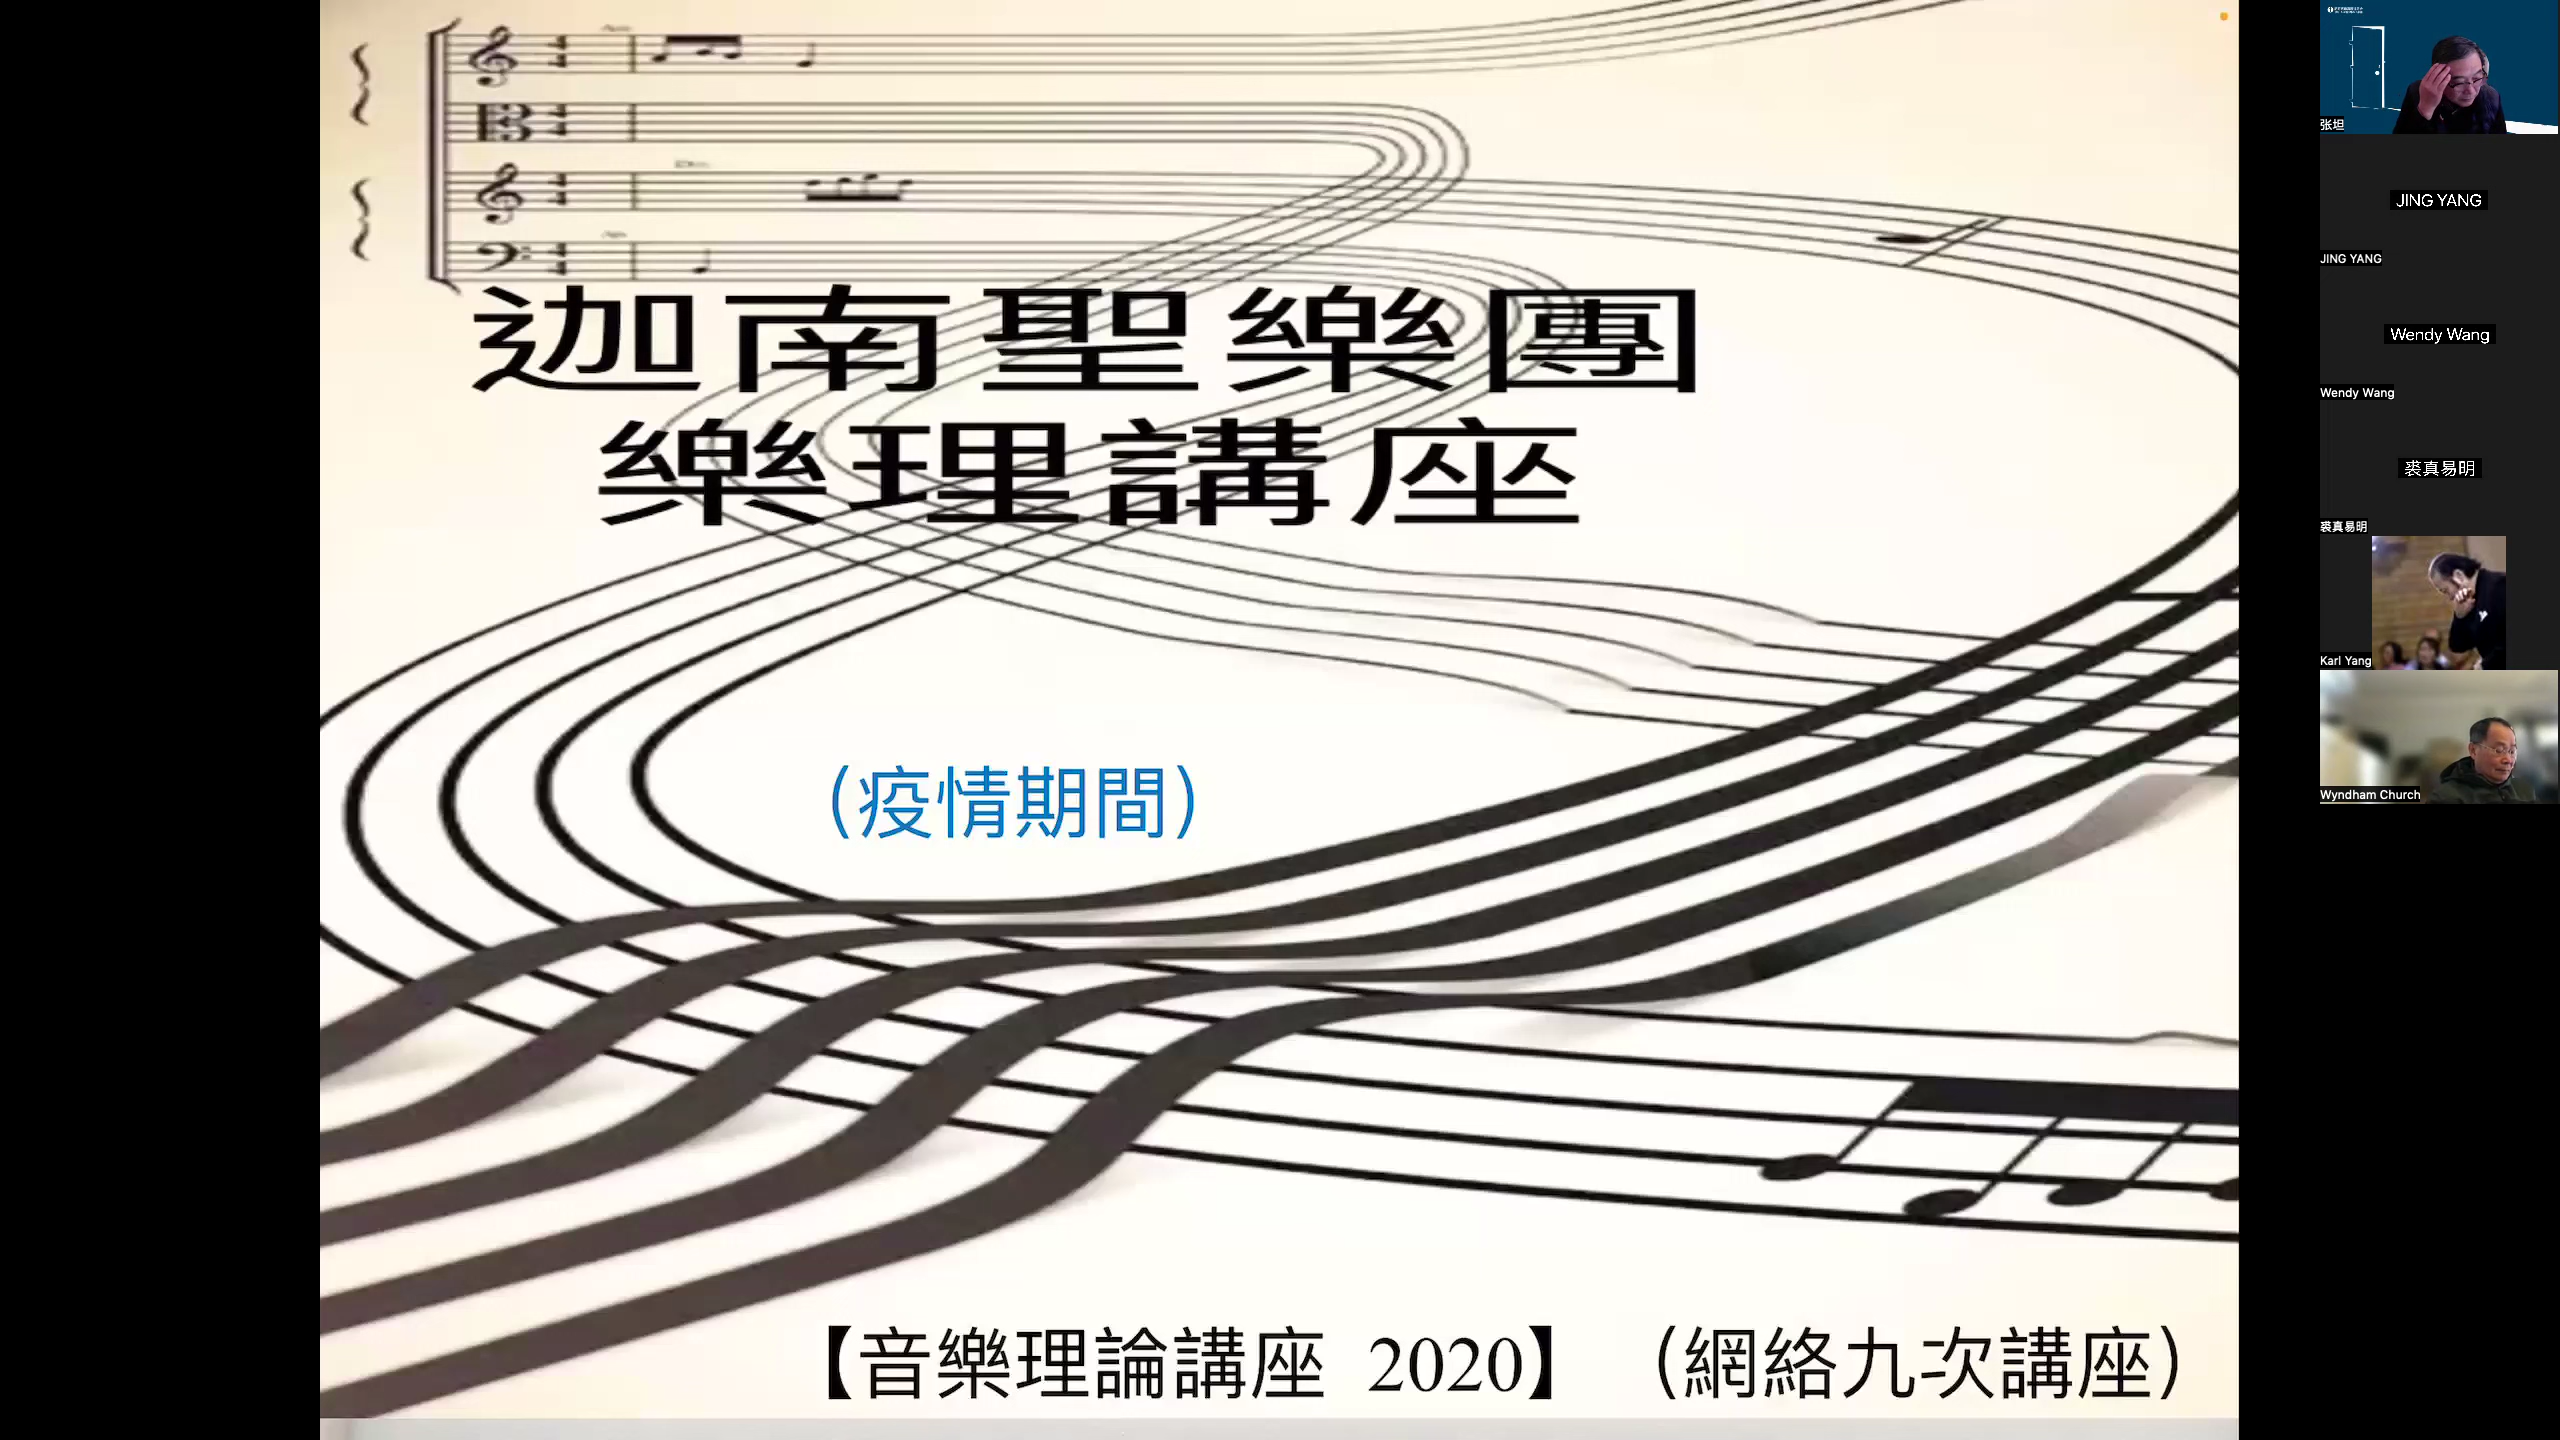 迦南聖樂團
樂理講座
（疫情期間）
【音樂理論講座 2020】 （網絡九次講座）
张坦
JING YANG
JING YANG
Wendy Wang
Wendy Wang
裘真易明
裘真易明
Karl Yang
Wyndham Church